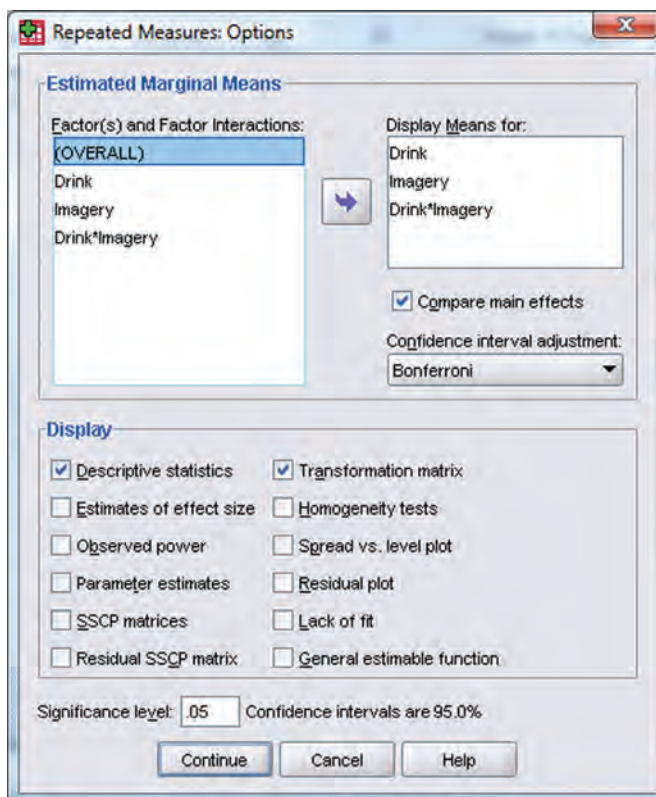 Repeated Measures: Options
Estimated Marginal Means
Factor(s) and Factor Interactions:
(OVERALL)
Drink
Imagery
Drink*Imagery
Display Means for:
Drink
Imagery
Drink*Imagery
Compare main effects
Confidence interval adjustment:
Bonferroni
Display
Descriptive statistics
Transformation matrix
Estimates of effect size
Homogeneity tests
Observed power
Spread vs. level plot
Parameter estimates
Residual plot
SSCP matrices
Lack of fit
Residual SSCP matrix
General estimable function
Significance level: .05 Confidence intervals are 95.0%
Continue Cancel Help